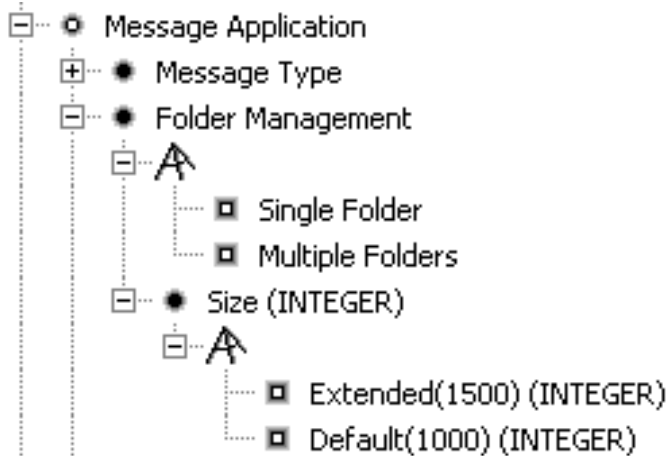 Message Application
Message Type
Folder Management
Single Folder
Multiple Folders
Size (INTEGER)
Extended(1500) (INTEGER)
Default(1000) (INTEGER)